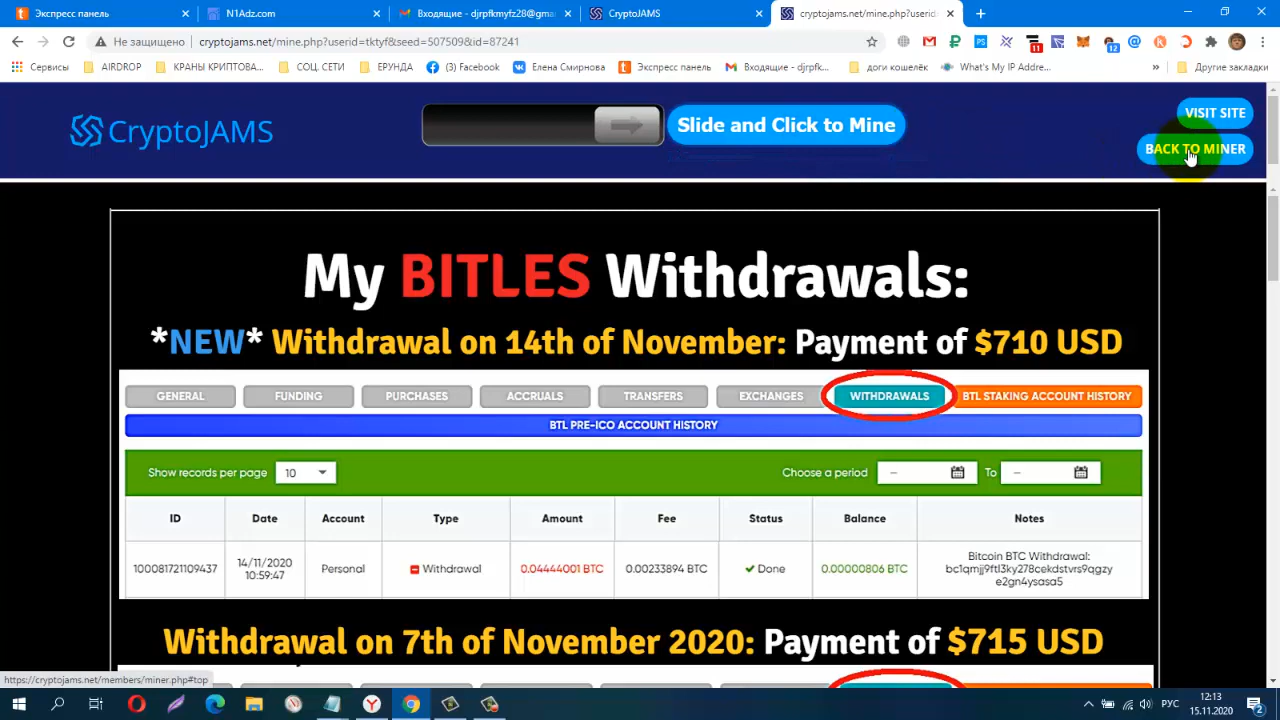 Экспресс панель
N1Adz.com
Входящие - djrpfkmyfz28@gma
CryptoJAMS
cryptojams.net/mine.php?userid
Не защищено cryptojams.net/mine.php?userid=tktyf&seed=507509&id=87241
11
12
Сервисы
AIRDROP
КРАНЫ КРИПТОВА...
СОЦ. СЕТИ
ЕРУНДА
(3) Facebook
Елена Смирнова
Экспресс панель
Входящие - djrpfk...
доги кошелёк
What's My IP Addre...
»
Другие закладки
CryptoJAMS
Slide and Click to Mine
VISIT SITE
BACK TO MINER
My BITLES Withdrawals:
*NEW* Withdrawal on 14th of November: Payment of $710 USD
GENERAL FUNDING PURCHASES ACCRUALS TRANSFERS EXCHANGES WITHDRAWALS BTL STAKING ACCOUNT HISTORY
BTL PRE-ICO ACCOUNT HISTORY
Show records per page 10 Choose a period – To –
ID Date Account Type Amount Fee Status Balance Notes
100081721109437 14/11/2020 10:59:47 Personal Withdrawal 0.04444001 BTC 0.00233894 BTC Done 0.00000806 BTC Bitcoin BTC Withdrawal:
bc1qmjj9ftl3ky278cekdstvrs9qgzy
e2gn4ysasa5
Withdrawal on 7th of November 2020: Payment of $715 USD
https://cryptojams.net/members/miner.php#top
РУС
12:13
15.11.2020
2